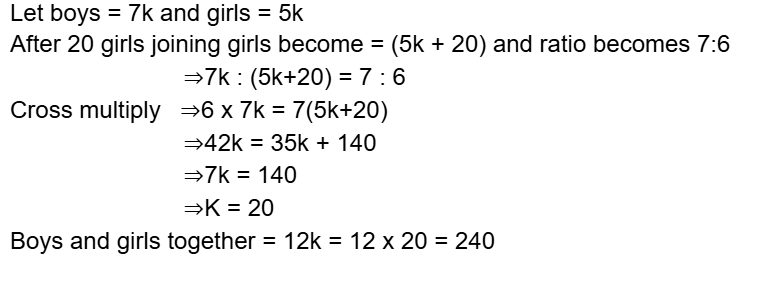 Let boys = 7k and girls = 5k
After 20 girls joining girls become = (5k + 20) and ratio becomes 7:6
⇒7k : (5k+20) = 7 : 6
Cross multiply ⇒6 x 7k = 7(5k+20)
⇒42k = 35k + 140
⇒7k = 140
⇒K = 20
Boys and girls together = 12k = 12 x 20 = 240